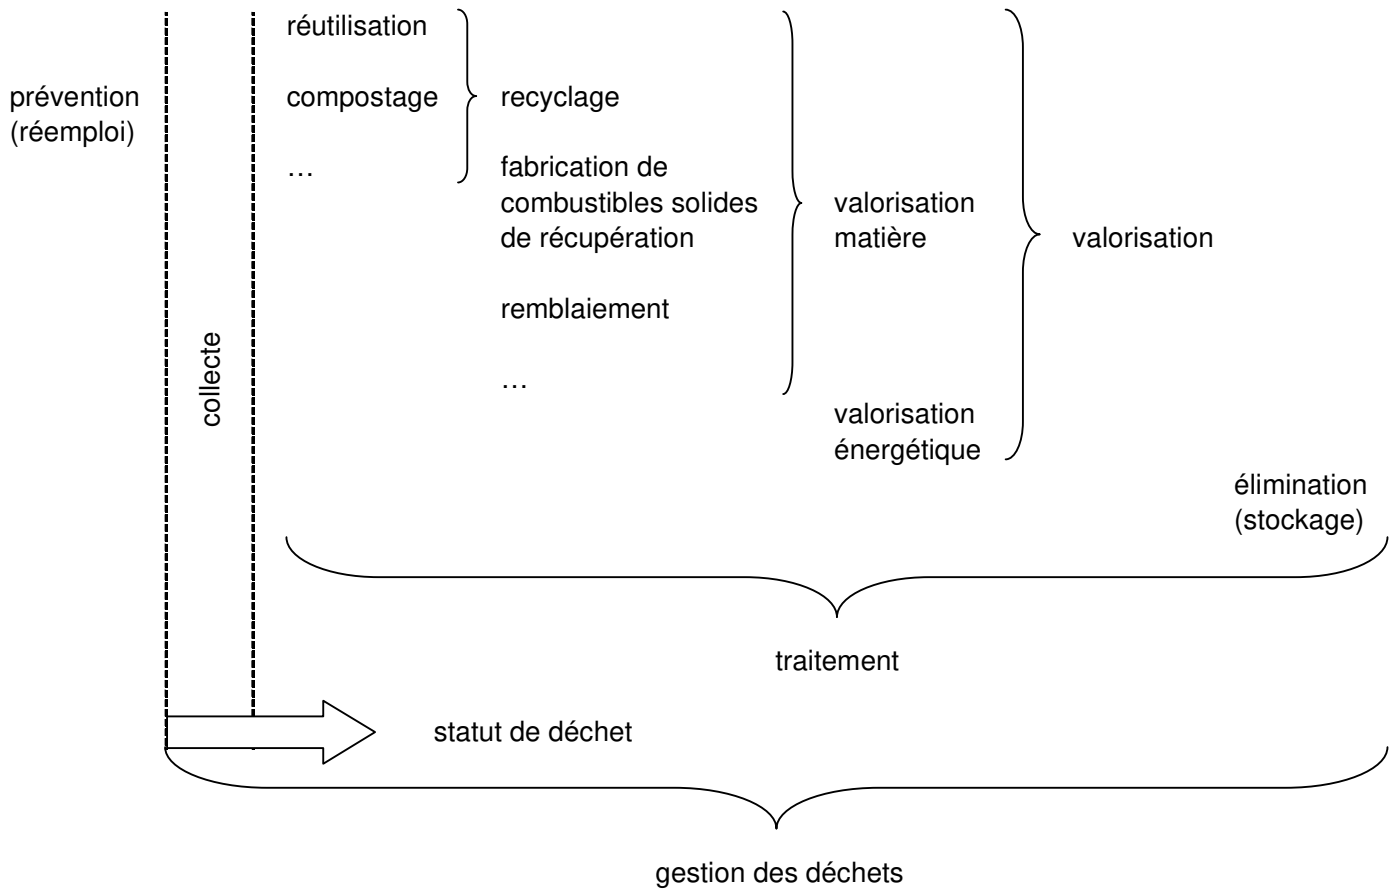 réutilisation
prévention
(réemploi)
compostage
…
recyclage
fabrication de
combustibles solides
de récupération
remblaiement
…
valorisation
matière
valorisation
énergétique
valorisation
élimination
(stockage)
collecte
traitement
statut de déchet
gestion des déchets